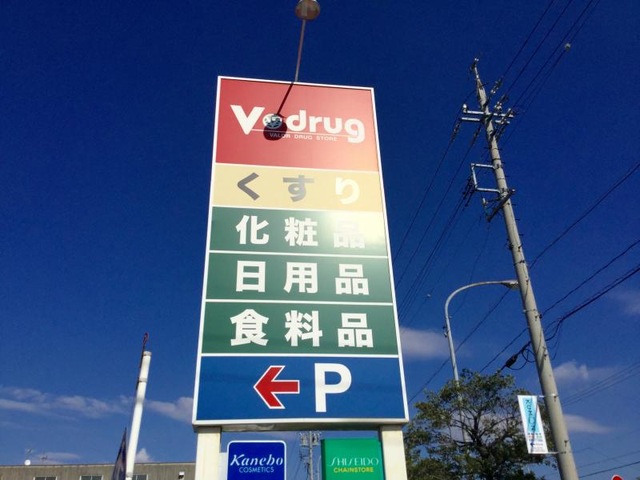 V drug
VALOR DRUG STORE
くすり
化粧品
日用品
食料品
P
Kanebo
COSMETICS
SHISEIDO
CHAINSTORE